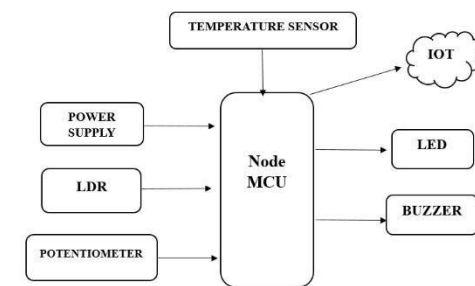 TEMPERATURE SENSOR
IOT
POWER
SUPPLY
Node
MCU
LED
LDR
BUZZER
POTENTIOMETER